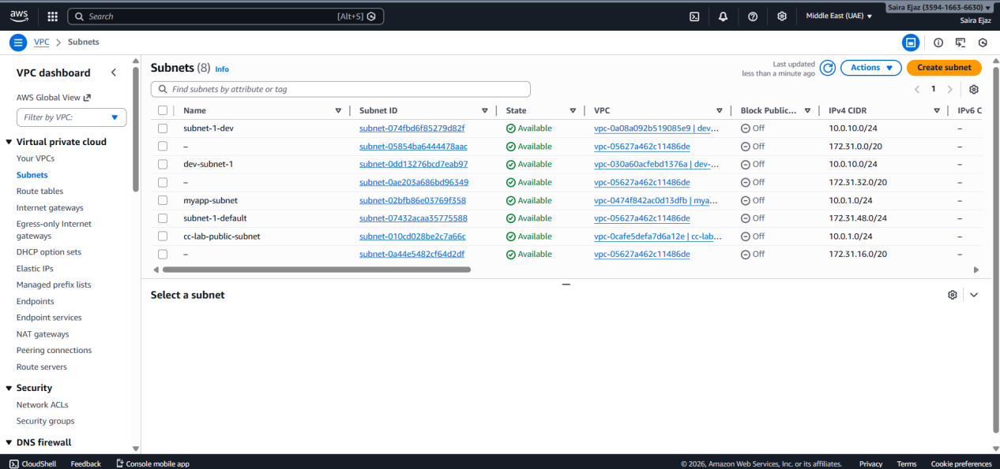 aws Search [Alt+S] Middle East (UAE) Saira Ejaz (3594-1663-6630)
Saira Ejaz
VPC > Subnets
VPC dashboard
AWS Global View
Filter by VPC:
Virtual private cloud
Your VPCs
Subnets
Route tables
Internet gateways
Egress-only Internet
gateways
DHCP option sets
Elastic IPs
Managed prefix lists
Endpoints
Endpoint services
NAT gateways
Peering connections
Route servers
Security
Network ACLs
Security groups
DNS firewall
Subnets (8) Info
Last updated
less than a minute ago
Actions
Create subnet
Find subnets by attribute or tag
1
Name Subnet ID State VPC Block Public... IPv4 CIDR IPv6 C
subnet-1-dev subnet-074fbd6f85279d82f Available vpc-0a08a092b519085e9 | dev... Off 10.0.10.0/24 –
– subnet-05854ba6444478aac Available vpc-05627a462c11486de Off 172.31.0.0/20 –
dev-subnet-1 subnet-0dd13276bcd7eab97 Available vpc-030a60acfebd1376a | dev-... Off 10.0.10.0/24 –
– subnet-0ae203a686bd96349 Available vpc-05627a462c11486de Off 172.31.32.0/20 –
myapp-subnet subnet-02bfb86e03769f358 Available vpc-0474f842ac0d13dfb | mya... Off 10.0.1.0/24 –
subnet-1-default subnet-07432acaa35775588 Available vpc-05627a462c11486de Off 172.31.48.0/24 –
cc-lab-public-subnet subnet-010cd028be2c7a66c Available vpc-0cafe5defa7d6a12e | cc-lab... Off 10.0.1.0/24 –
– subnet-0a44e5482cf64d2df Available vpc-05627a462c11486de Off 172.31.16.0/20 –
Select a subnet
CloudShell Feedback Console mobile app © 2026, Amazon Web Services, Inc. or its affiliates. Privacy Terms Cookie preferences